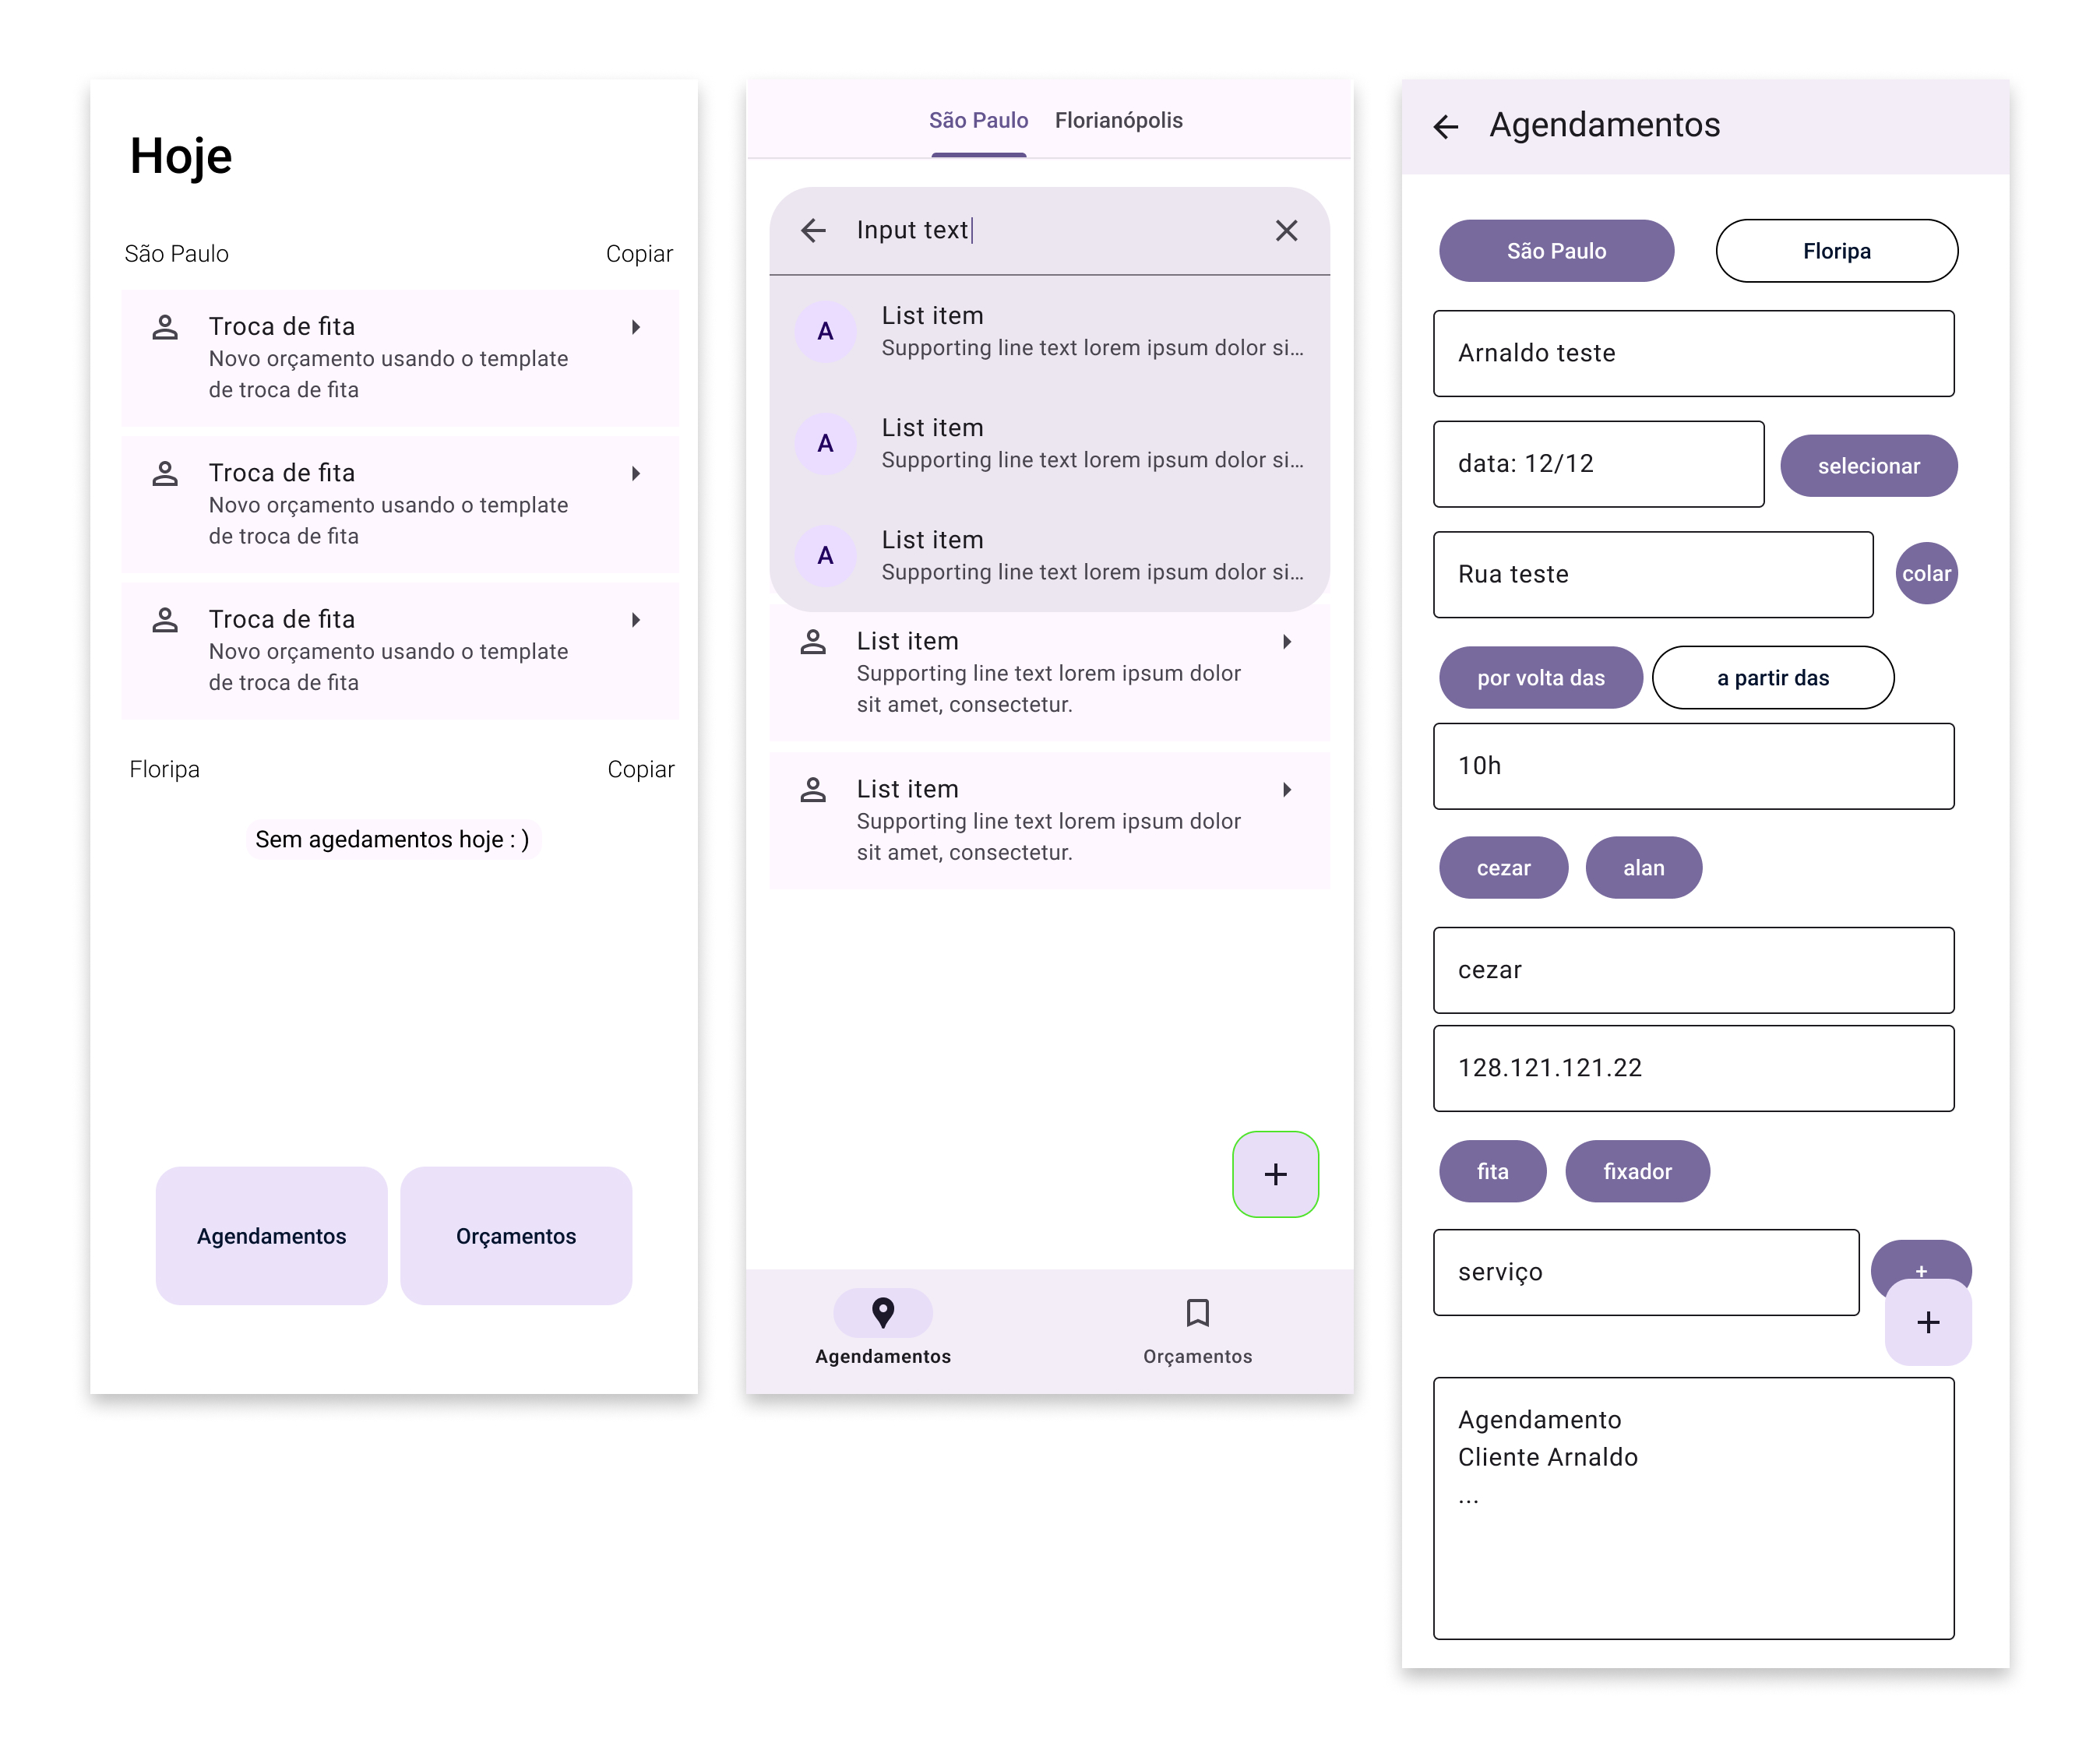 Hoje
São Paulo Copiar
Troca de fita
Novo orçamento usando o template
de troca de fita
Troca de fita
Novo orçamento usando o template
de troca de fita
Troca de fita
Novo orçamento usando o template
de troca de fita
Floripa Copiar
Sem agedamentos hoje : )
Agendamentos Orçamentos
São Paulo Florianópolis
Input text
A
List item
Supporting line text lorem ipsum dolor si...
A
List item
Supporting line text lorem ipsum dolor si...
A
List item
Supporting line text lorem ipsum dolor si...
List item
Supporting line text lorem ipsum dolor
sit amet, consectetur.
List item
Supporting line text lorem ipsum dolor
sit amet, consectetur.
+
Agendamentos Orçamentos
Agendamentos
São Paulo Floripa
Arnaldo teste
data: 12/12 selecionar
Rua teste colar
por volta das a partir das
10h
cezar alan
cezar
128.121.121.22
fita fixador
serviço +
+
Agendamento
Cliente Arnaldo
...